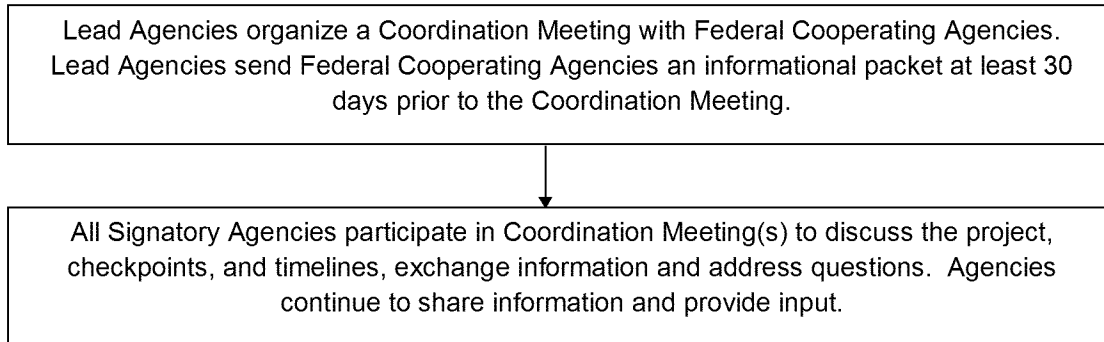 Lead Agencies organize a Coordination Meeting with Federal Cooperating Agencies.
Lead Agencies send Federal Cooperating Agencies an informational packet at least 30
days prior to the Coordination Meeting.
All Signatory Agencies participate in Coordination Meeting(s) to discuss the project,
checkpoints, and timelines, exchange information and address questions.  Agencies
continue to share information and provide input.